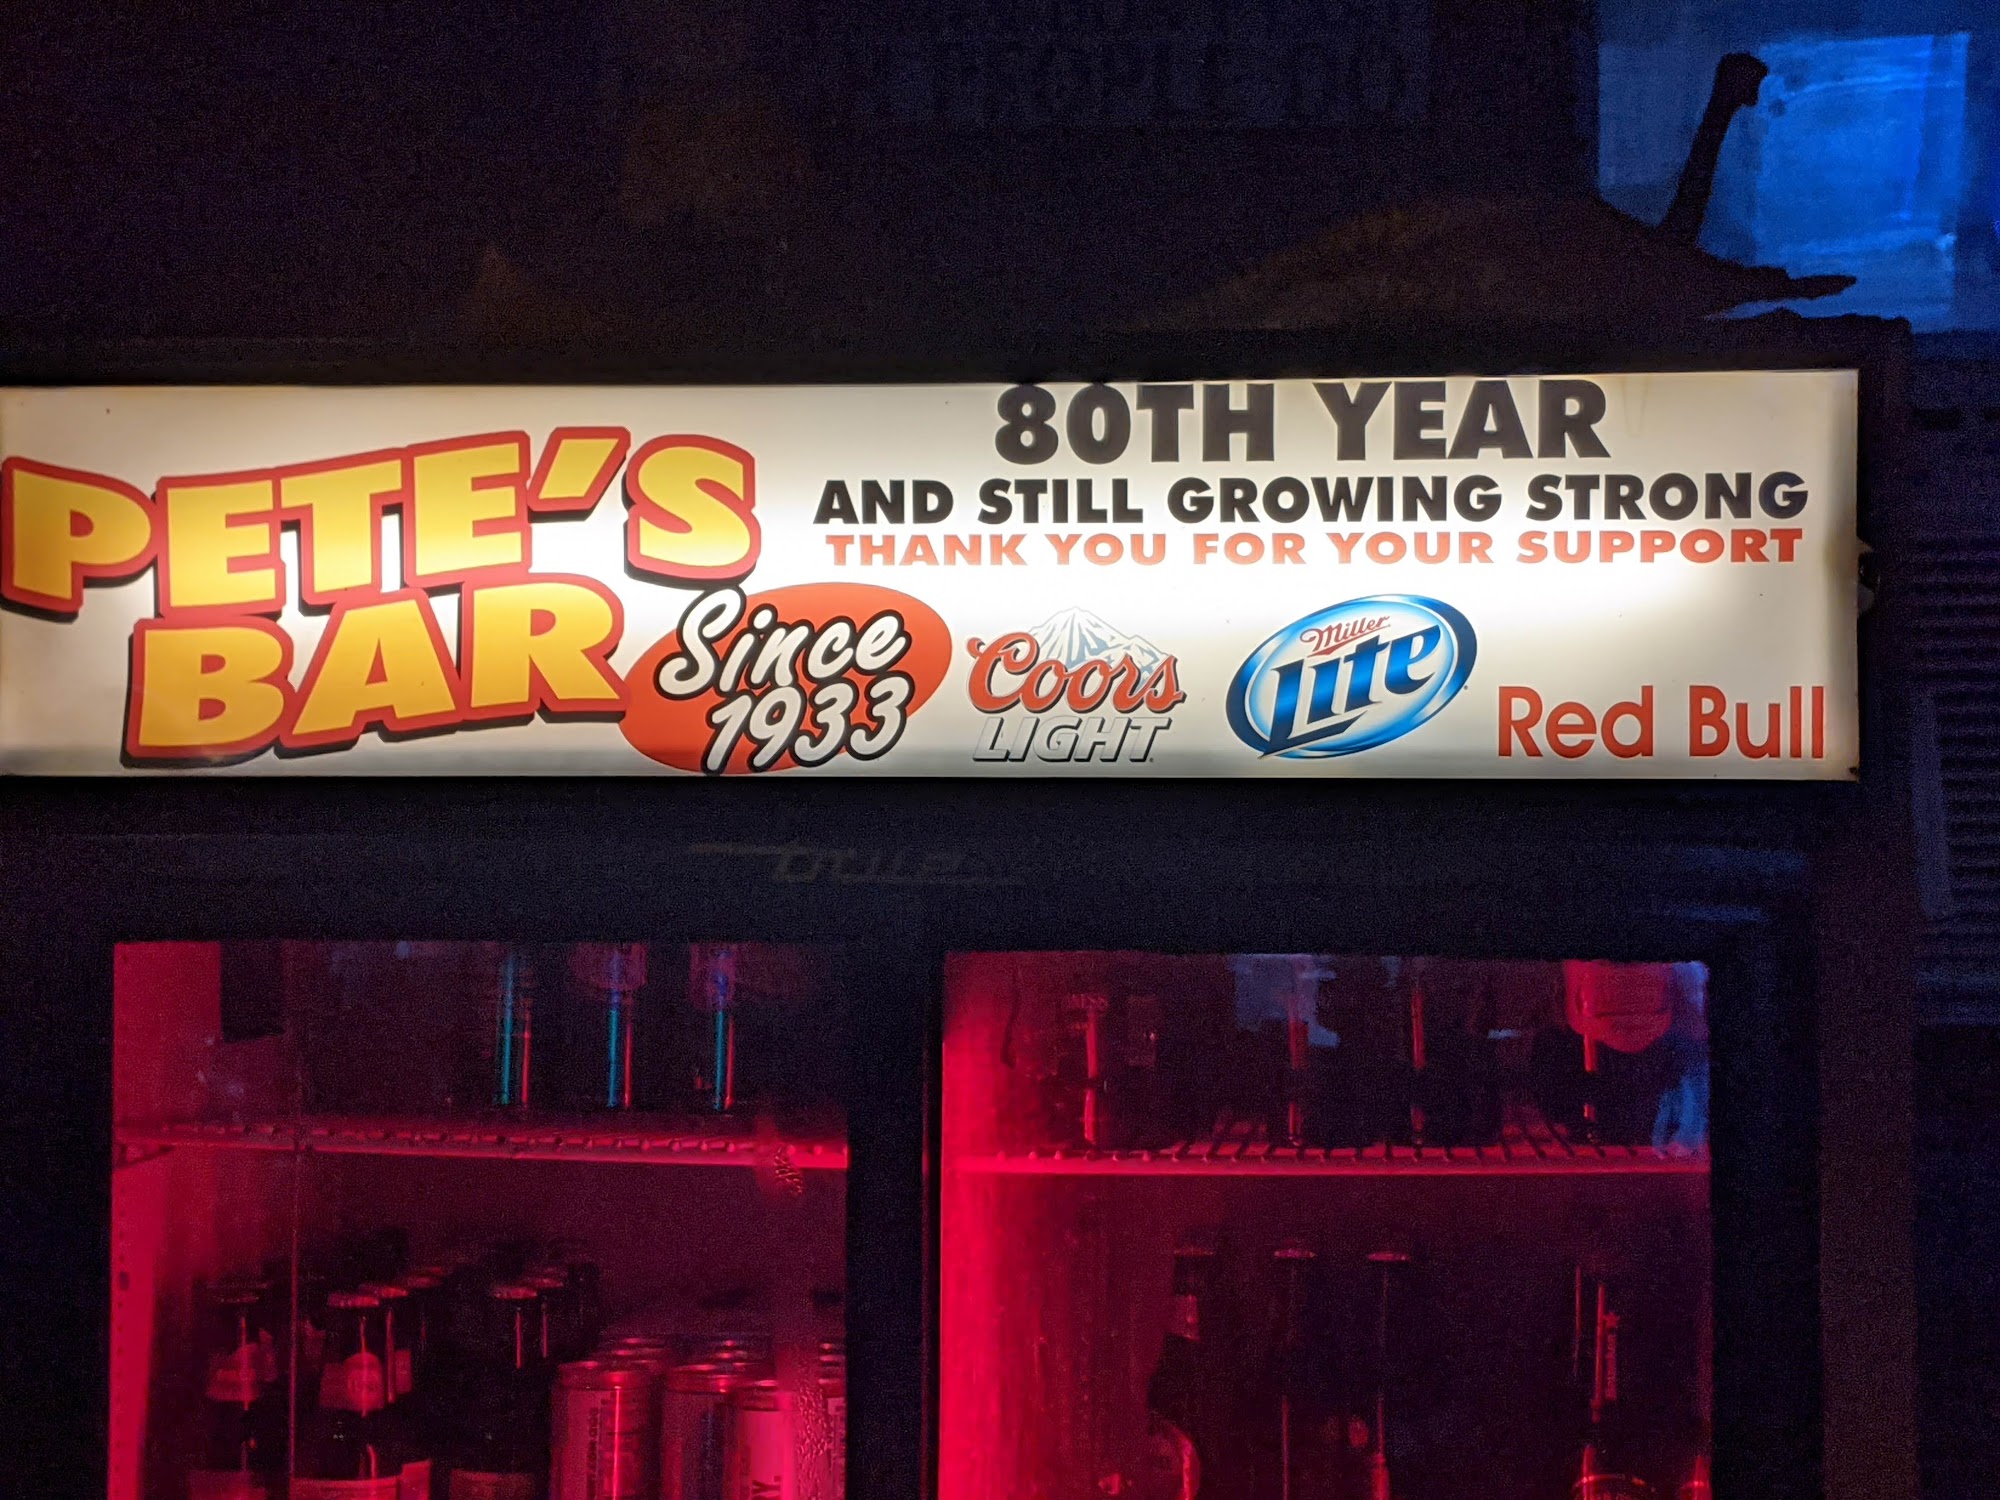 PETE'S
BAR
Since
1933
80TH YEAR
AND STILL GROWING STRONG
THANK YOU FOR YOUR SUPPORT
Coors
LIGHT
Miller
Lite
Red Bull